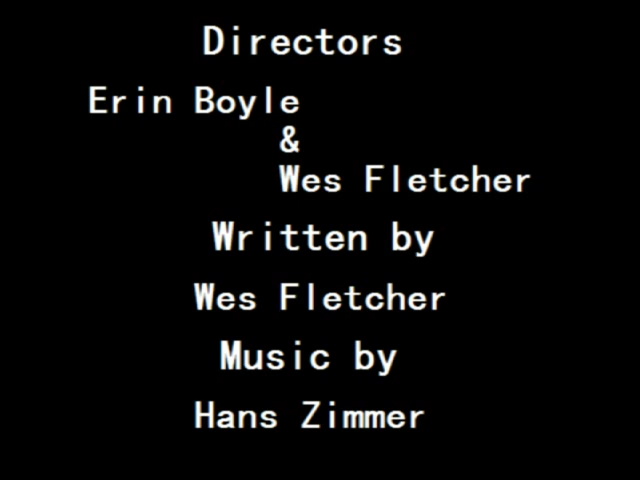 Directors
Erin Boyle
&
Wes Fletcher
Written by
Wes Fletcher
Music by
Hans Zimmer